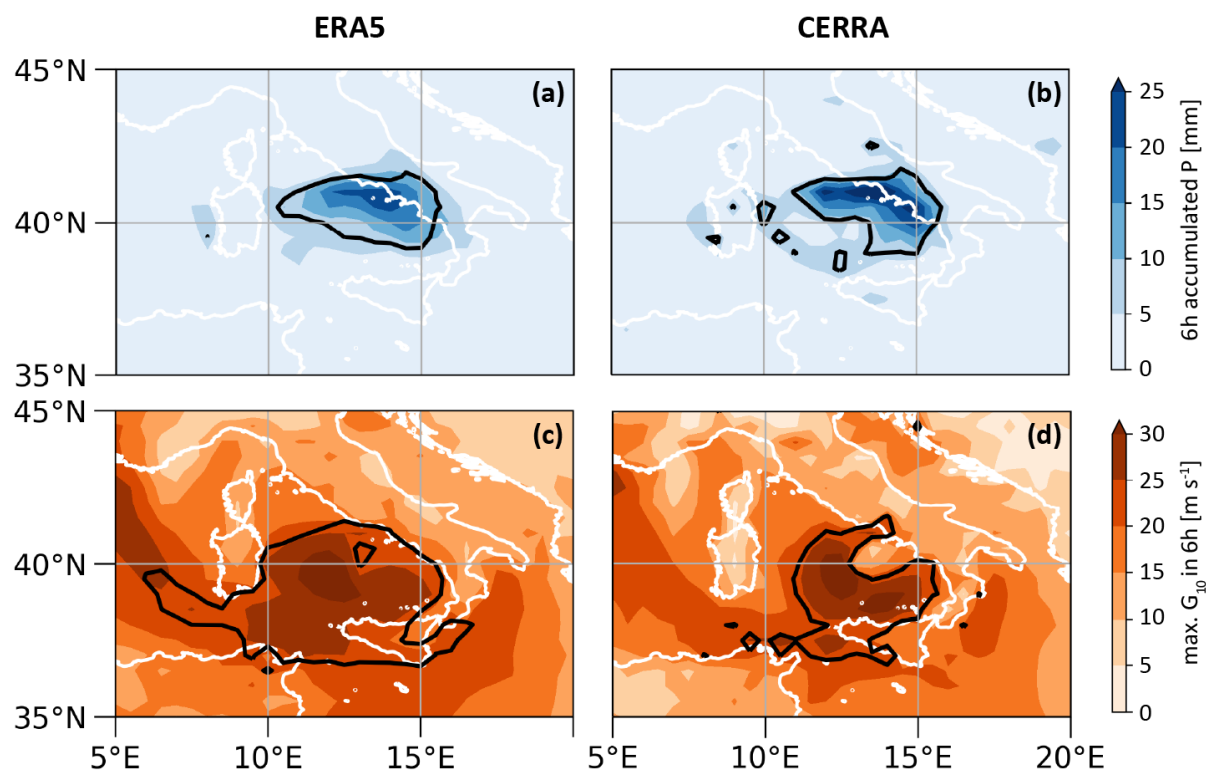 ERA5 CERRA
45°N (a) (b) 25
20
15
40°N
10
5
35°N 0
6h accumulated P [mm]
45°N (c) (d) 30
25
20
40°N 15
10
5
35°N 0
max. G₁₀ in 6h [m s⁻¹]
5°E 10°E 15°E 5°E 10°E 15°E 20°E